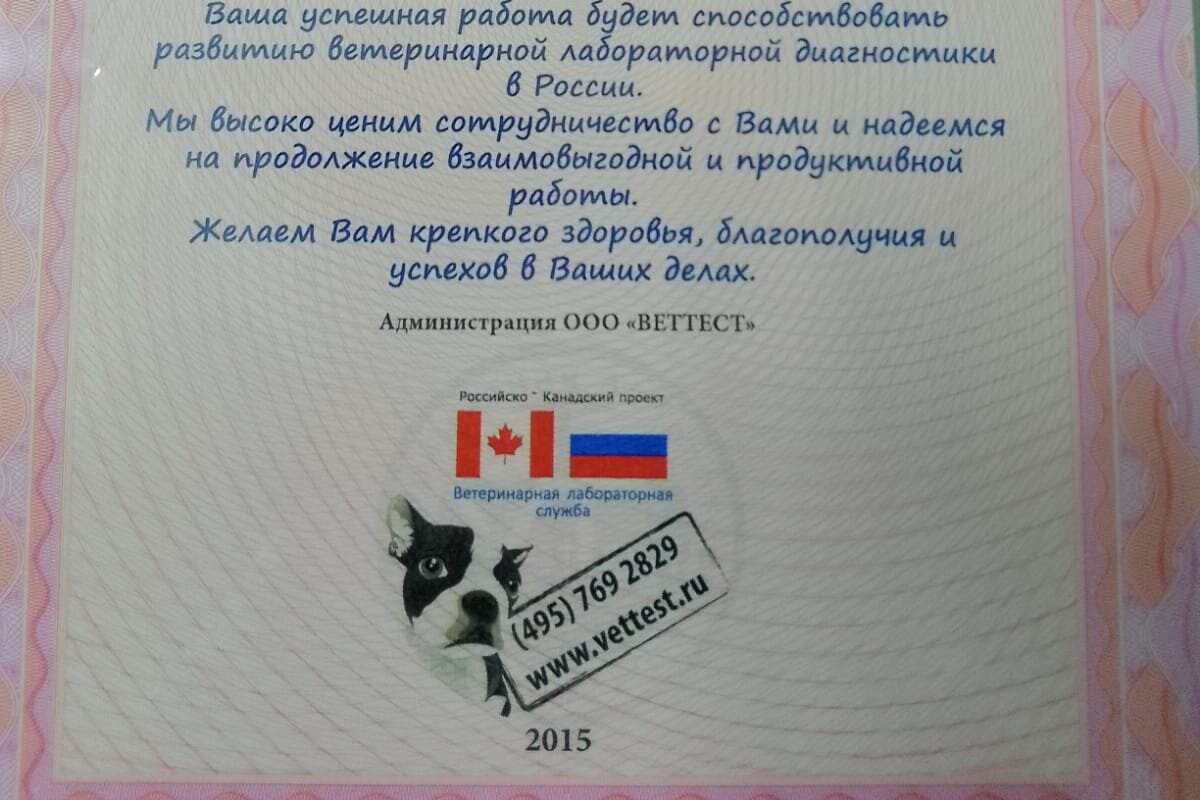 Ваша успешная работа будет способствовать
развитию ветеринарной лабораторной диагностики
в России.
Мы высоко ценим сотрудничество с Вами и надеемся
на продолжение взаимовыгодной и продуктивной
работы.
Желаем Вам крепкого здоровья, благополучия и
успехов в Ваших делах.
Администрация ООО «ВЕТТЕСТ»
Российско - Канадский проект
Ветеринарная лабораторная
служба
(495) 769 2829
www.vettest.ru
2015